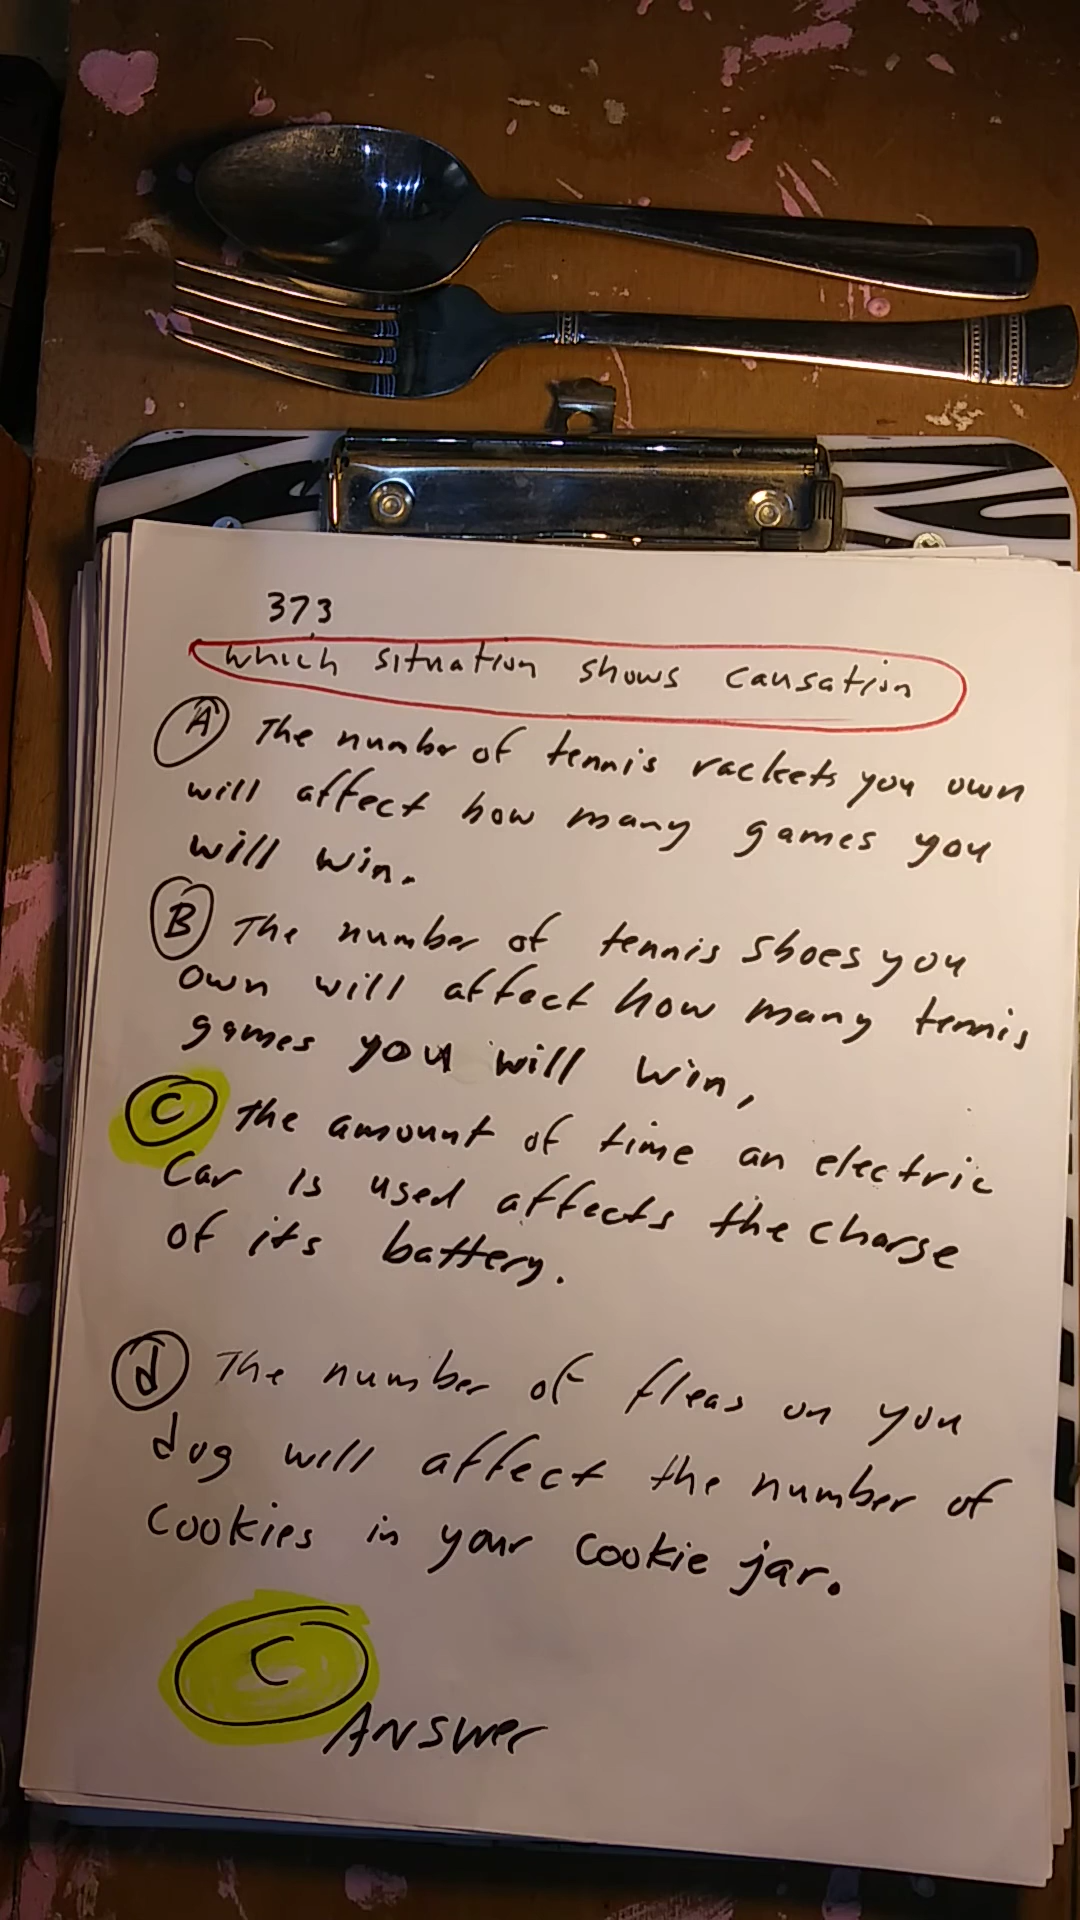 373
which situation shows causation
A The number of tennis rackets you own
will affect how many games you
will win.
B The number of tennis shoes you
own will affect how many tennis
games you will win,
C The amount of time an electric
Car is used affects the charge
of its battery.
d The number of fleas on you
dog will affect the number of
Cookies in your Cookie jar.
C
Answer